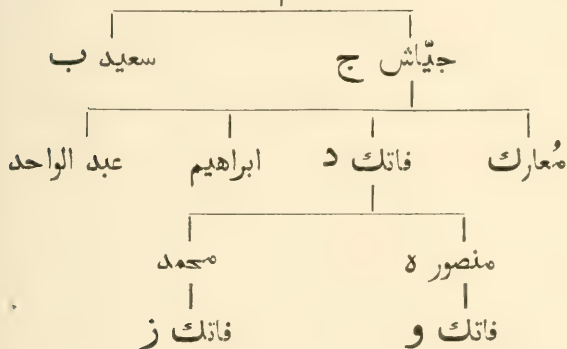 جيّاش ج سعيد ب
مُعارك فاتك د ابراهيم عبد الواحد
منصور ه محمد
فاتك و فاتك ز